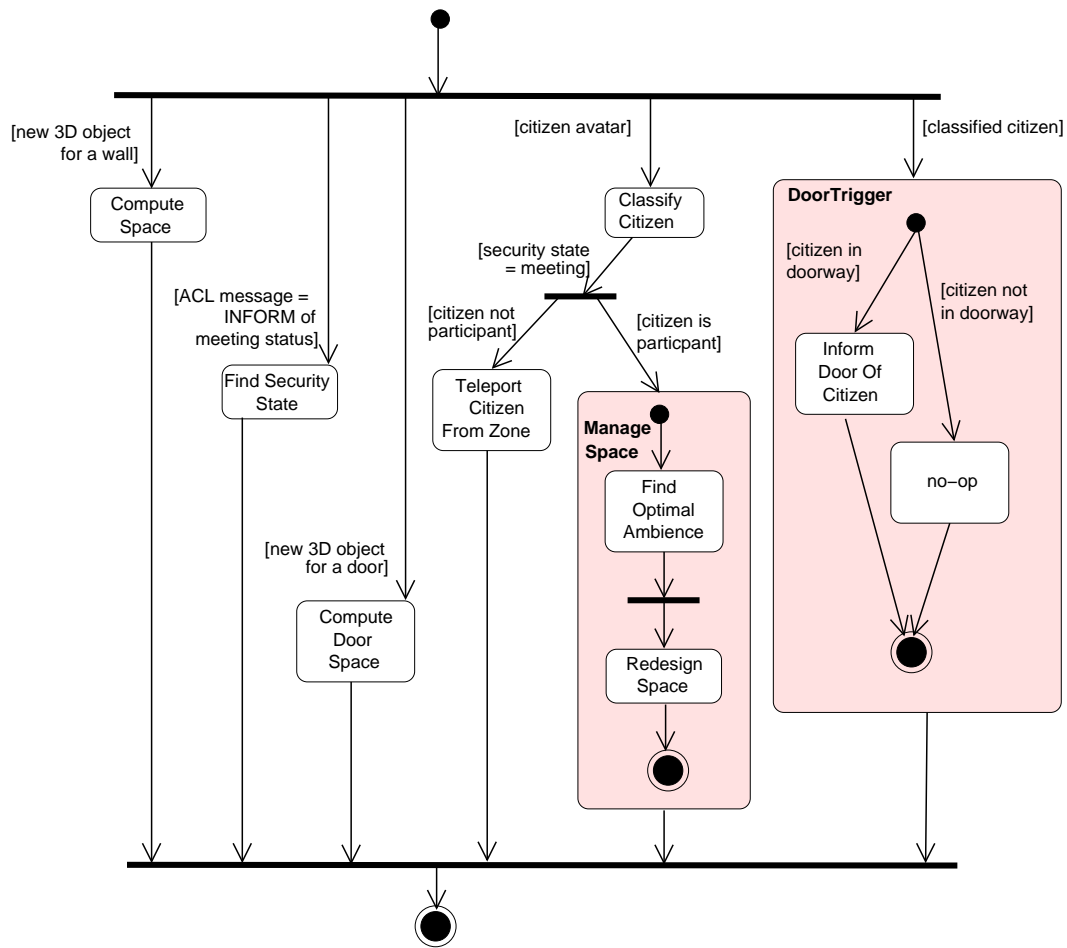 [new 3D object
for a wall]
Compute
Space
[ACL message =
INFORM of
meeting status]
Find Security
State
[new 3D object
for a door]
Compute
Door
Space
[citizen avatar]
Classify
Citizen
[security state
= meeting]
[citizen not
participant]
Teleport
Citizen
From Zone
[citizen is
particpant]
Manage
Space
Find
Optimal
Ambience
Redesign
Space
[classified citizen]
DoorTrigger
[citizen in
doorway]
[citizen not
in doorway]
Inform
Door Of
Citizen
no−op